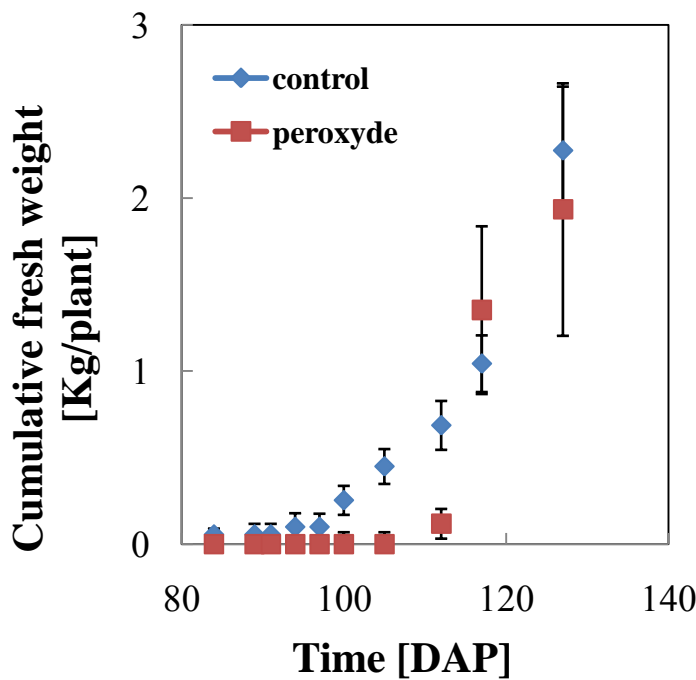 Cumulative fresh weight
[Kg/plant]
3
2
1
0
control
peroxyde
80
100
120
140
Time [DAP]